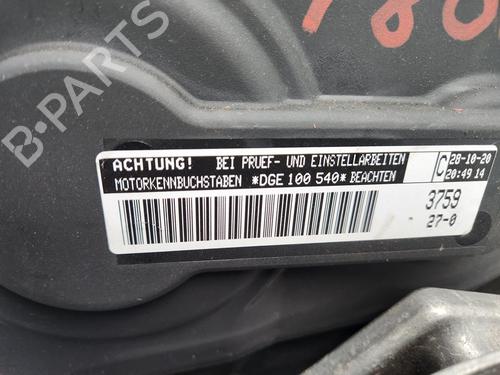 180
B-PARTS
ACHTUNG! BEI PRUEF- UND EINSTELLARBEITEN
MOTORKENNBUCHSTABEN *DGE 100 540* BEACHTEN
C 28-10-20
20:49 14
3759
27-0